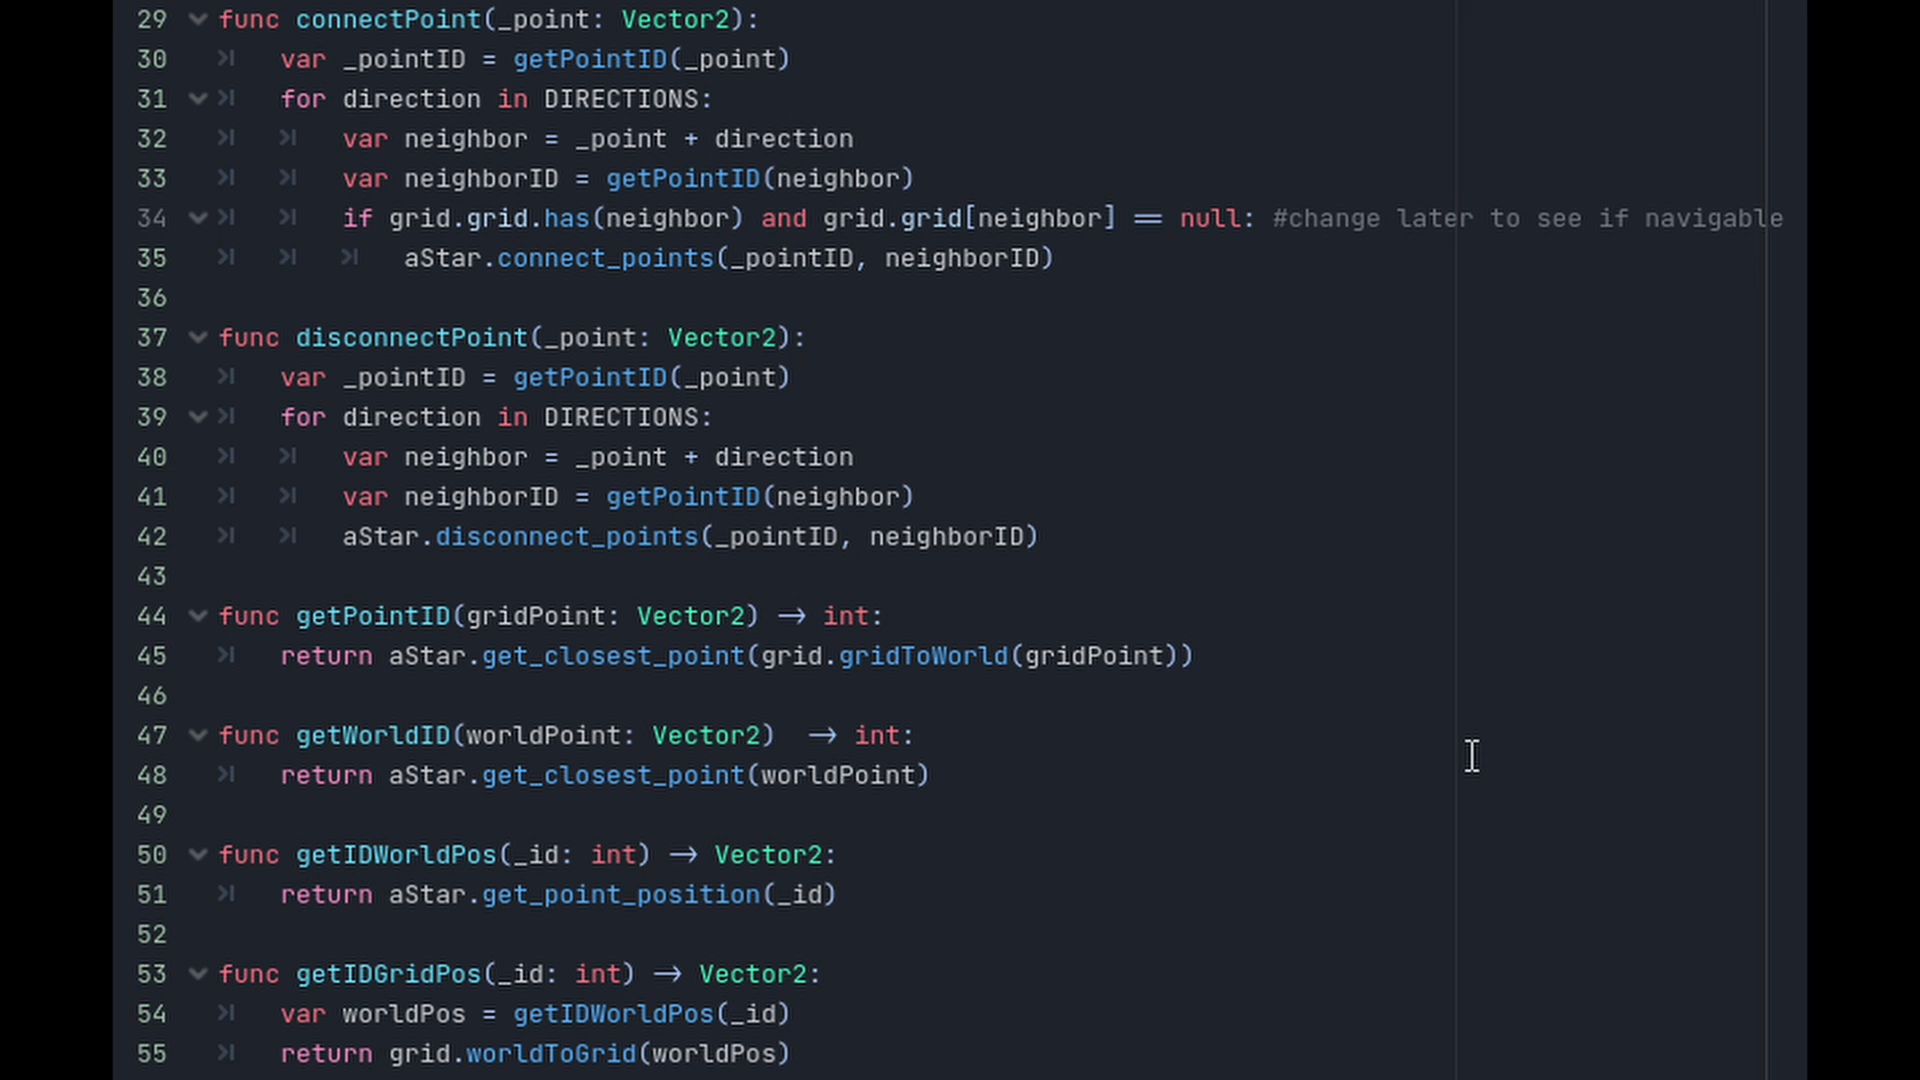 29 func connectPoint(_point: Vector2):
30 var _pointID = getPointID(_point)
31 for direction in DIRECTIONS:
32 var neighbor = _point + direction
33 var neighborID = getPointID(neighbor)
34 if grid.grid.has(neighbor) and grid.grid[neighbor] == null: #change later to see if navigable
35 aStar.connect_points(_pointID, neighborID)
36
37 func disconnectPoint(_point: Vector2):
38 var _pointID = getPointID(_point)
39 for direction in DIRECTIONS:
40 var neighbor = _point + direction
41 var neighborID = getPointID(neighbor)
42 aStar.disconnect_points(_pointID, neighborID)
43
44 func getPointID(gridPoint: Vector2) -> int:
45 return aStar.get_closest_point(grid.gridToWorld(gridPoint))
46
47 func getWorldID(worldPoint: Vector2)  -> int:
48 return aStar.get_closest_point(worldPoint)
49
50 func getIDWorldPos(_id: int) -> Vector2:
51 return aStar.get_point_position(_id)
52
53 func getIDGridPos(_id: int) -> Vector2:
54 var worldPos = getIDWorldPos(_id)
55 return grid.worldToGrid(worldPos)